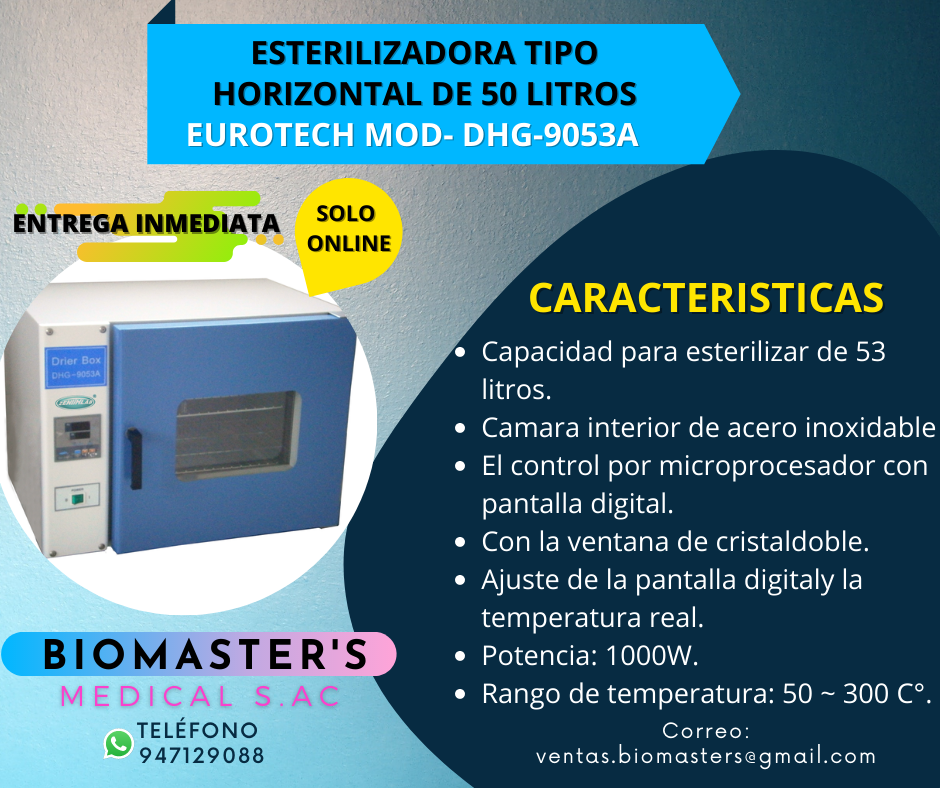 ESTERILIZADORA TIPO
HORIZONTAL DE 50 LITROS
EUROTECH MOD- DHG-9053A
ENTREGA INMEDIATA
SOLO
ONLINE
Drier Box
DHG-9053A
CARACTERISTICAS
Capacidad para esterilizar de 53
litros.
Camara interior de acero inoxidable
El control por microprocesador con
pantalla digital.
Con la ventana de cristaldoble.
Ajuste de la pantalla digitaly la
temperatura real.
Potencia: 1000W.
Rango de temperatura: 50 ~ 300 C°.
BIOMASTER'S
MEDICAL S.AC
TELÉFONO
947129088
Correo:
ventas.biomasters@gmail.com